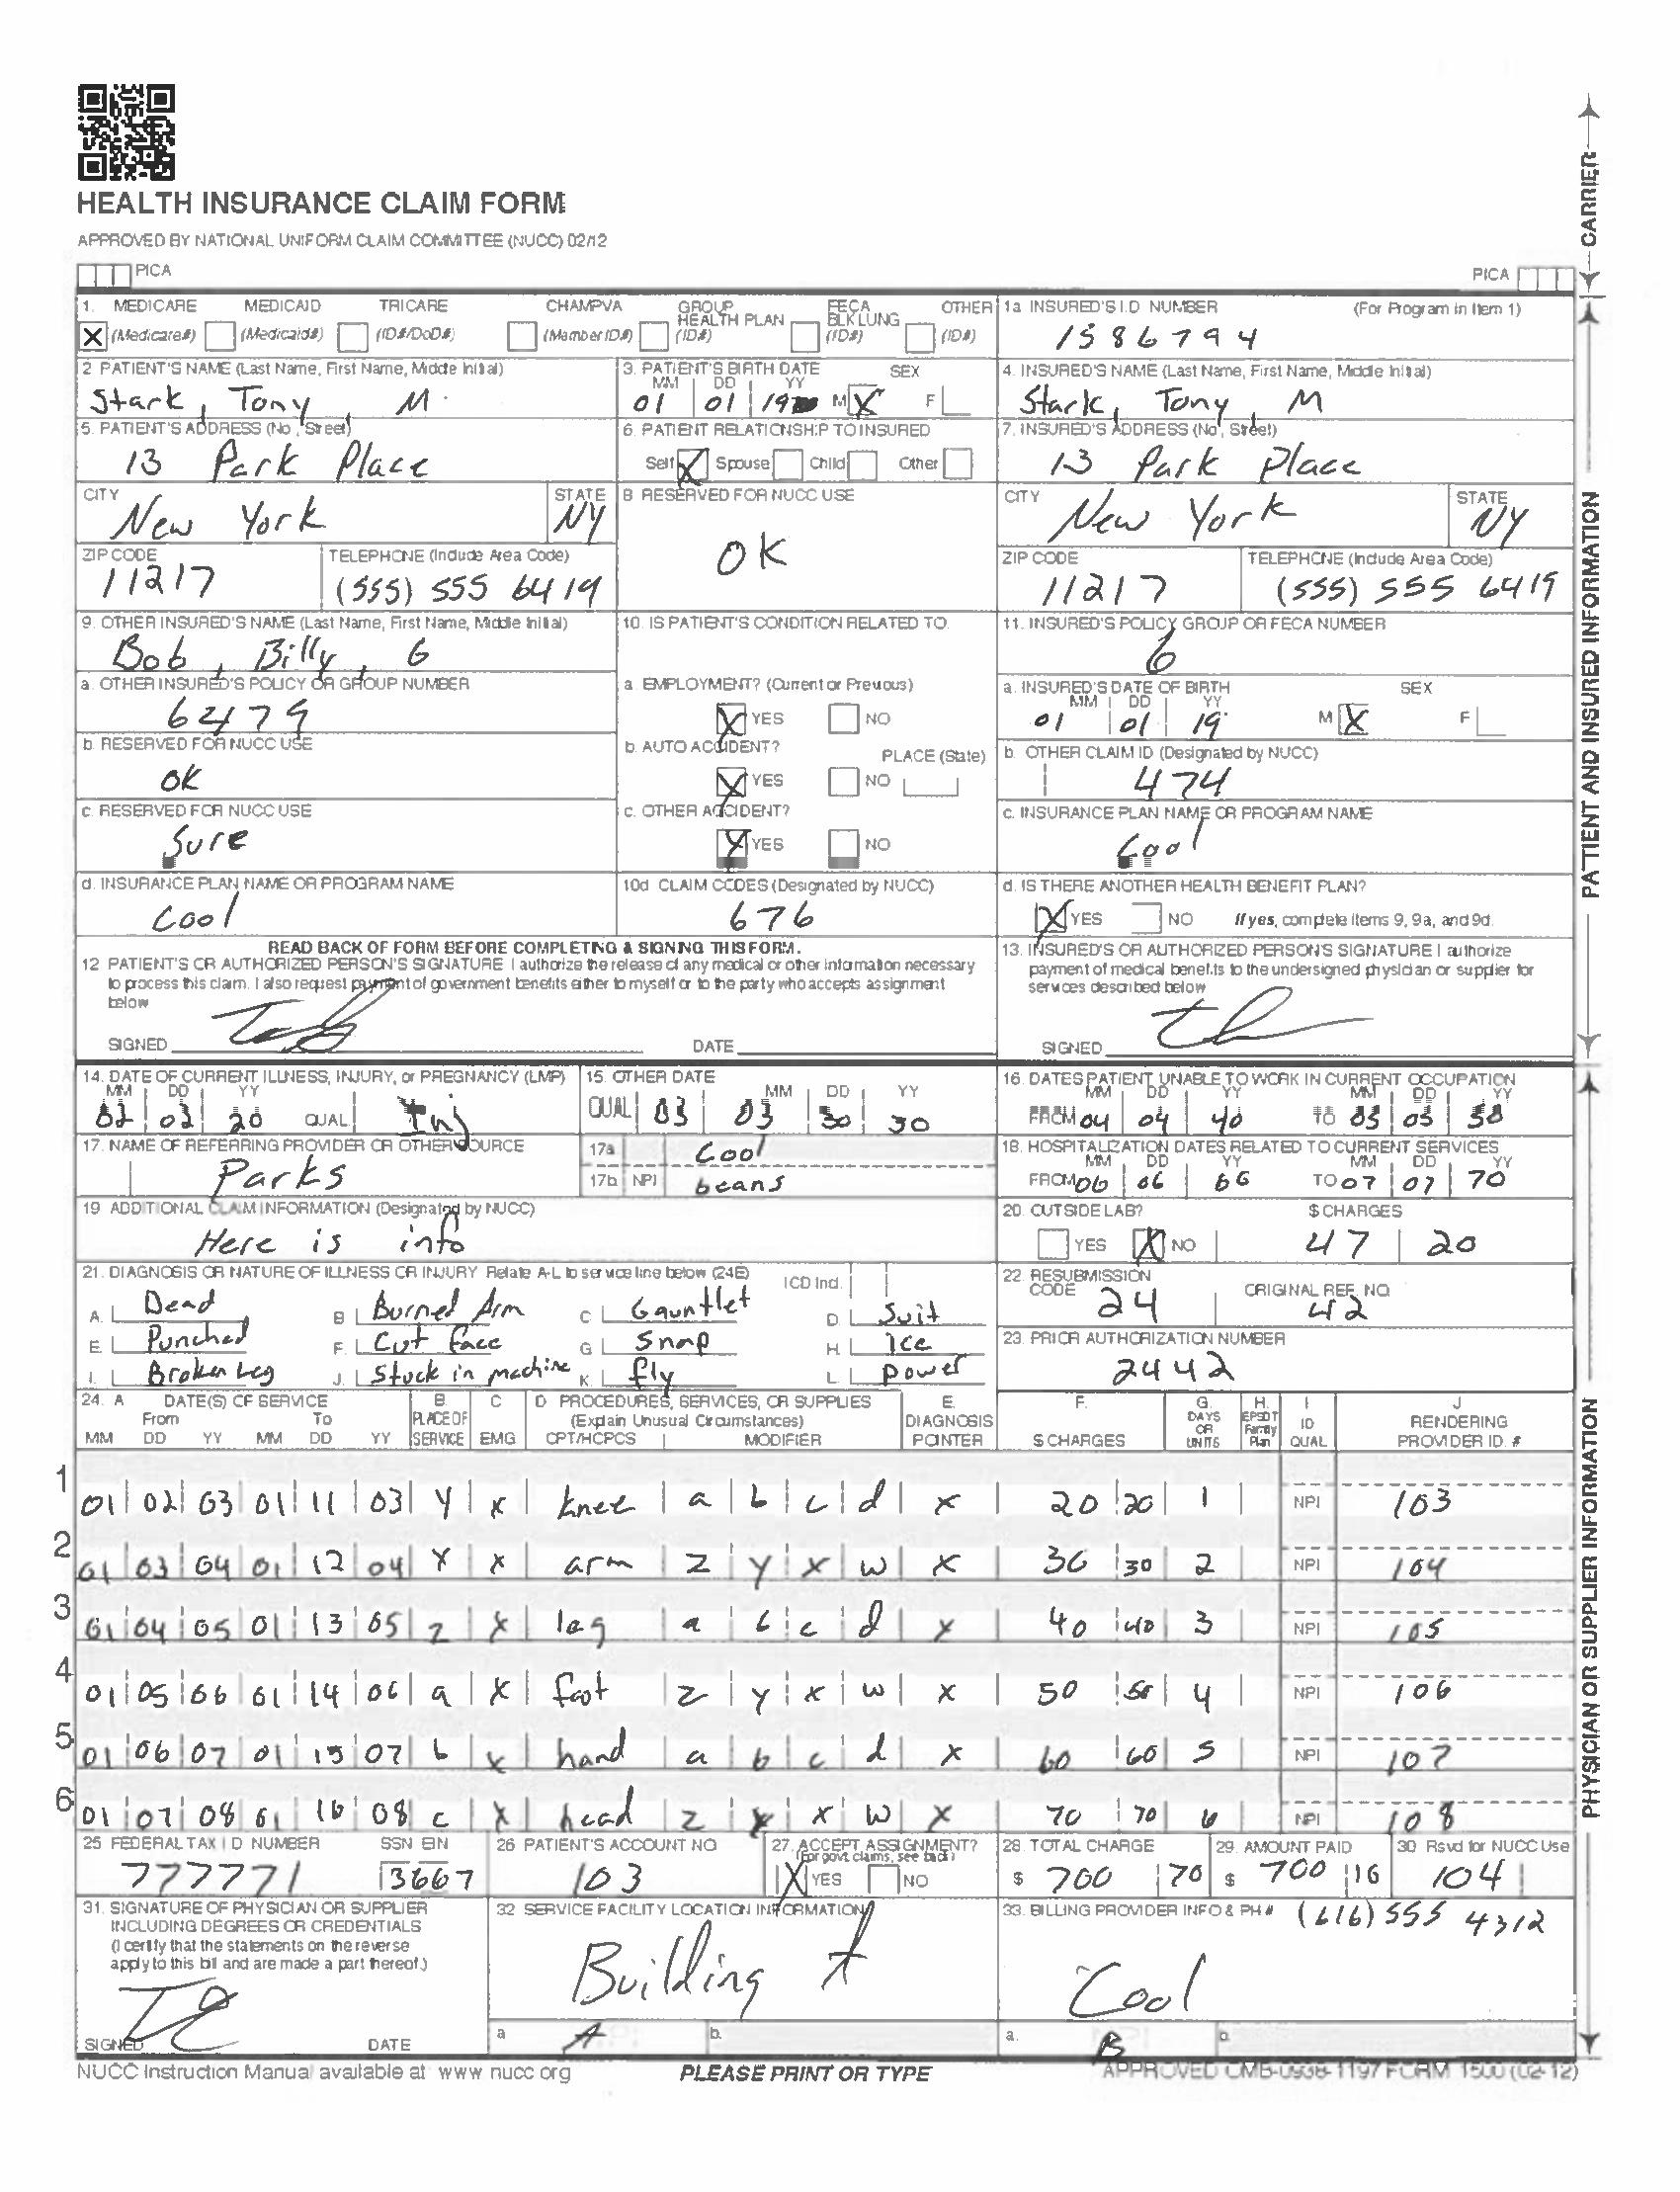 HEALTH INSURANCE CLAIM FORM
APPROVED BY NATIONAL UNIFORM CLAIM COMMITTEE (NUCC) 02/12
PICA
PICA
CARRIER
1. MEDICARE MEDICAID TRICARE CHAMPVA GROUP HEALTH PLAN FECA BLK LUNG OTHER
X (Medicare#) (Medicaid#) (ID#/DoD#) (Member ID#) (ID#) (ID#) (ID#)
1a INSURED'S I.D NUMBER (For Program in Item 1)
1586794
2 PATIENT'S NAME (Last Name, First Name, Middle Initial)
Stark, Tony, M
3. PATIENT'S BIRTH DATE SEX
MM DD YY
01 01 19 M X F
4. INSURED'S NAME (Last Name, First Name, Middle Initial)
Stark, Tony, M
5. PATIENT'S ADDRESS (No, Street)
13 Park Place
6. PATIENT RELATIONSHIP TO INSURED
Self X Spouse Child Other
7. INSURED'S ADDRESS (No, Street)
13 Park Place
CITY STATE
New York NY
8 RESERVED FOR NUCC USE
OK
CITY STATE
New York NY
ZIP CODE TELEPHONE (Include Area Code)
11217 (555) 555 6419
ZIP CODE TELEPHONE (Include Area Code)
11217 (555) 555 6419
9. OTHER INSURED'S NAME (Last Name, First Name, Middle Initial)
Bob, Billy, G
10. IS PATIENT'S CONDITION RELATED TO
11. INSURED'S POLICY GROUP OR FECA NUMBER
6
a. OTHER INSURED'S POLICY OR GROUP NUMBER
6479
a. EMPLOYMENT? (Current or Previous)
X YES NO
a. INSURED'S DATE OF BIRTH SEX
MM DD YY
01 01 19 M X F
b. RESERVED FOR NUCC USE
OK
b. AUTO ACCIDENT? PLACE (State)
X YES NO
b. OTHER CLAIM ID (Designated by NUCC)
474
c. RESERVED FOR NUCC USE
Sure
c. OTHER ACCIDENT?
X YES NO
c. INSURANCE PLAN NAME OR PROGRAM NAME
Cool
d. INSURANCE PLAN NAME OR PROGRAM NAME
Cool
10d CLAIM CODES (Designated by NUCC)
676
d. IS THERE ANOTHER HEALTH BENEFIT PLAN?
X YES NO If yes, complete items 9, 9a, and 9d.
PATIENT AND INSURED INFORMATION
READ BACK OF FORM BEFORE COMPLETING & SIGNING THIS FORM.
12 PATIENT'S OR AUTHORIZED PERSON'S SIGNATURE I authorize the release of any medical or other information necessary
to process this claim. I also request payment of government benefits either to myself or to the party who accepts assignment
below
SIGNED DATE
13. INSURED'S OR AUTHORIZED PERSON'S SIGNATURE I authorize
payment of medical benefits to the undersigned physician or supplier for
services described below
SIGNED
14. DATE OF CURRENT ILLNESS, INJURY, or PREGNANCY (LMP)
MM DD YY
02 02 20 QUAL. Inj
15. OTHER DATE
MM DD YY
QUAL 03 03 30 30
16. DATES PATIENT UNABLE TO WORK IN CURRENT OCCUPATION
MM DD YY MM DD YY
FROM 04 04 40 TO 05 05 50
17. NAME OF REFERRING PROVIDER OR OTHER SOURCE
Parks
17a Cool
17b NPI beans
18. HOSPITALIZATION DATES RELATED TO CURRENT SERVICES
MM DD YY MM DD YY
FROM 06 06 66 TO 07 07 70
19 ADDITIONAL CLAIM INFORMATION (Designated by NUCC)
Here is info
20. OUTSIDE LAB? $ CHARGES
YES X NO 47 20
21. DIAGNOSIS OR NATURE OF ILLNESS OR INJURY Relate A-L to service line below (24E) ICD Ind.
A. Dead B Burned Arm C Gauntlet D. Suit
E. Punched F. Cut face G Snap H. Ice
I. Broken Leg J. Stuck in machine K. fly L. power
22. RESUBMISSION CODE ORIGINAL REF. NO.
24 42
23. PRIOR AUTHORIZATION NUMBER
2442
24. A DATE(S) OF SERVICE B. PLACE OF SERVICE C EMG D PROCEDURES, SERVICES, OR SUPPLIES E. DIAGNOSIS POINTER F. $ CHARGES G. DAYS OR UNITS H. EPSDT Family Plan I ID QUAL J RENDERING PROVIDER ID. #
From To (Explain Unusual Circumstances)
MM DD YY MM DD YY CPT/HCPCS MODIFIER
1 01 02 03 01 11 03 y x knee a b c d x 20 20 1 NPI 103
2 01 03 04 01 12 04 x x arm z y x w x 30 30 2 NPI 104
3 01 04 05 01 13 05 z x leg a b c d x 40 40 3 NPI 105
4 01 05 06 01 14 06 a x foot z y x w x 50 50 4 NPI 106
5 01 06 07 01 15 07 b x hand a b c d x 60 60 5 NPI 107
6 01 07 08 01 16 08 c x head z y x w x 70 70 6 NPI 108
25 FEDERAL TAX I D NUMBER SSN EIN
777771 3667
26 PATIENT'S ACCOUNT NO
103
27. ACCEPT ASSIGNMENT?
(For govt. claims, see back)
X YES NO
28. TOTAL CHARGE
$ 700 70
29. AMOUNT PAID
$ 700 16
30 Rsvd for NUCC Use
104
31. SIGNATURE OF PHYSICIAN OR SUPPLIER
INCLUDING DEGREES OR CREDENTIALS
(I certify that the statements on the reverse
apply to this bill and are made a part thereof.)
SIGNED DATE
32 SERVICE FACILITY LOCATION INFORMATION
Building A
a A b.
33. BILLING PROVIDER INFO & PH # (616) 555 4312
Cool
a. B b.
PHYSICIAN OR SUPPLIER INFORMATION
NUCC Instruction Manual available at www nucc org
PLEASE PRINT OR TYPE
APPROVED OMB-0938-1197 FORM 1500 (02-12)